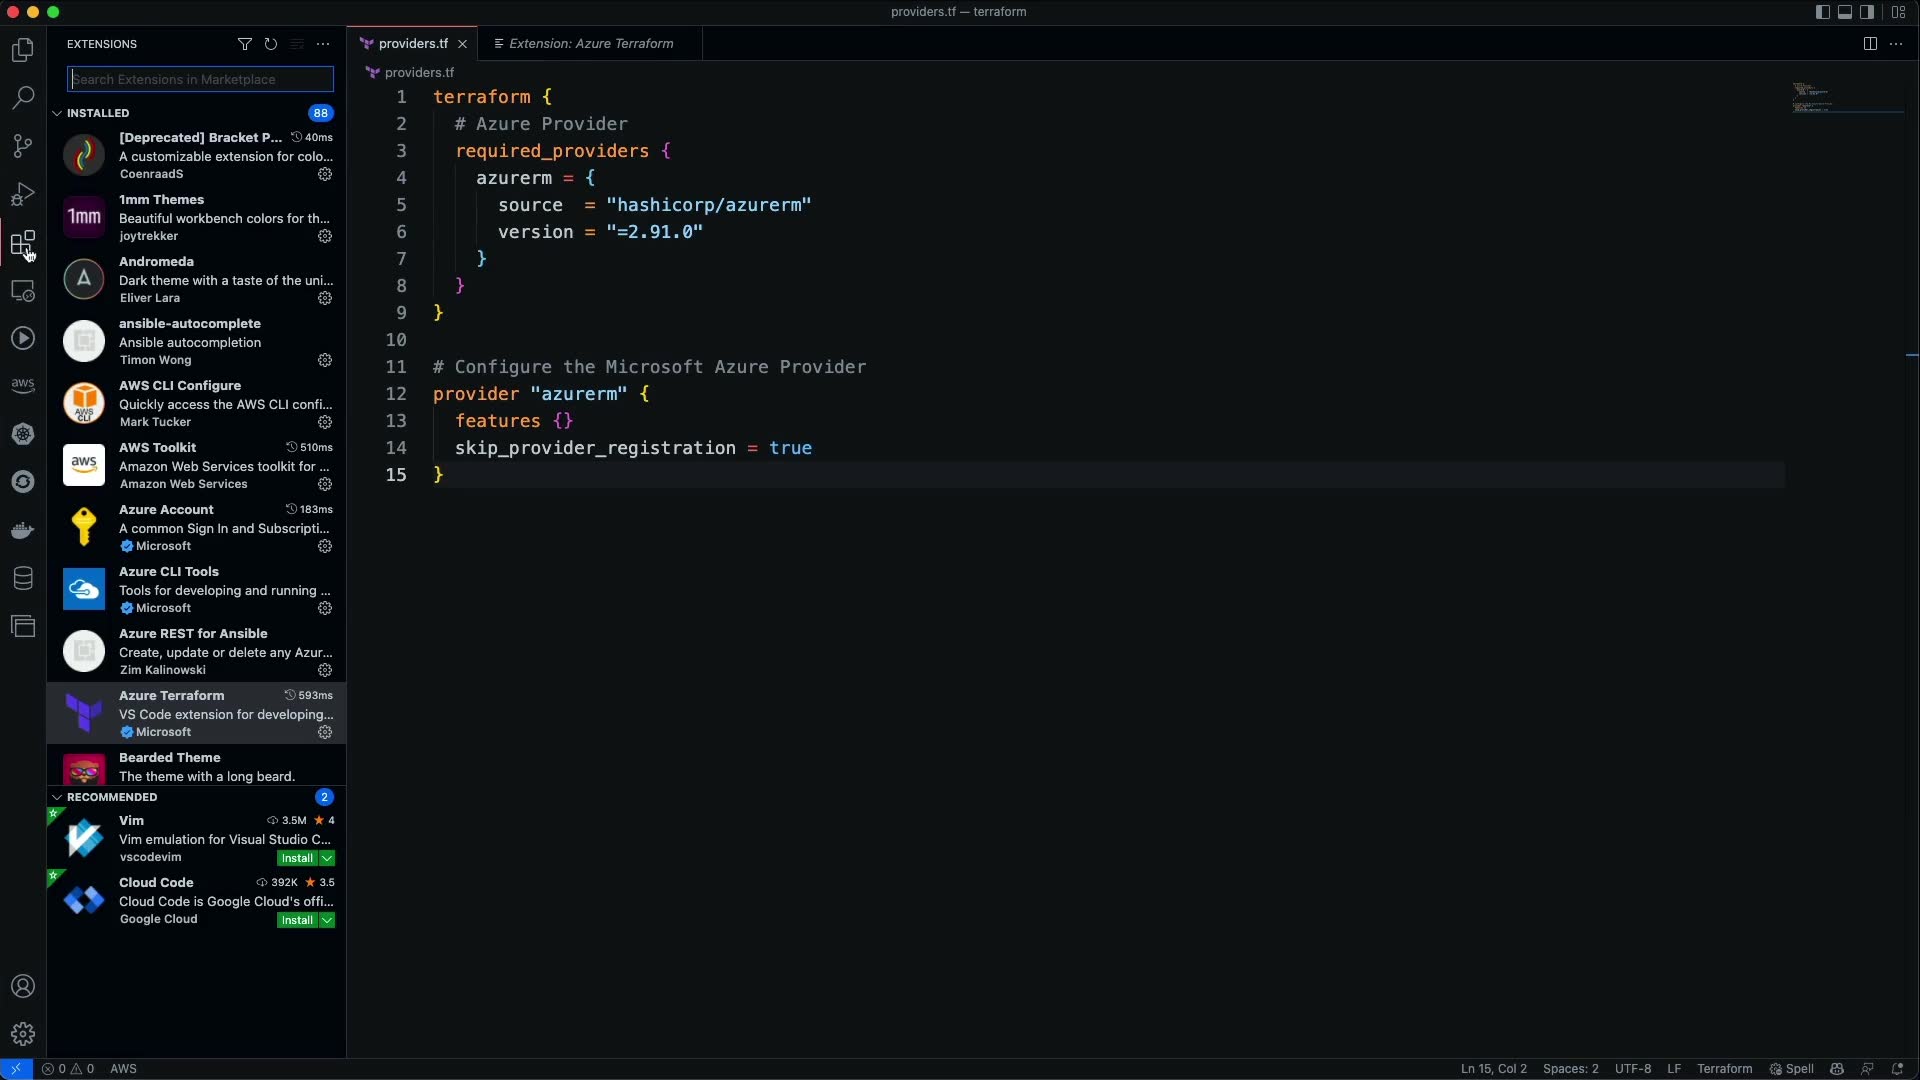 providers.tf — terraform
EXTENSIONS
Search Extensions in Marketplace
INSTALLED 88
[Deprecated] Bracket P... 40ms
A customizable extension for colo...
CoenraadS
1mm
1mm Themes
Beautiful workbench colors for th...
joytrekker
Andromeda
Dark theme with a taste of the uni...
Eliver Lara
ansible-autocomplete
Ansible autocompletion
Timon Wong
AWS CLI
AWS CLI Configure
Quickly access the AWS CLI confi...
Mark Tucker
aws
aws
AWS Toolkit 510ms
Amazon Web Services toolkit for ...
Amazon Web Services
Azure Account 183ms
A common Sign In and Subscripti...
Microsoft
Azure CLI Tools
Tools for developing and running ...
Microsoft
Azure REST for Ansible
Create, update or delete any Azur...
Zim Kalinowski
Azure Terraform 593ms
VS Code extension for developing...
Microsoft
Bearded Theme
The theme with a long beard.
RECOMMENDED 2
Vim 3.5M 4
Vim emulation for Visual Studio C...
vscodevim Install
Cloud Code 392K 3.5
Cloud Code is Google Cloud's offi...
Google Cloud Install
providers.tf
Extension: Azure Terraform
providers.tf
1 terraform {
2 # Azure Provider
3 required_providers {
4 azurerm = {
5 source = "hashicorp/azurerm"
6 version = "=2.91.0"
7 }
8 }
9 }
10
11 # Configure the Microsoft Azure Provider
12 provider "azurerm" {
13 features {}
14 skip_provider_registration = true
15 }
0 0 AWS
Ln 15, Col 2 Spaces: 2 UTF-8 LF Terraform Spell